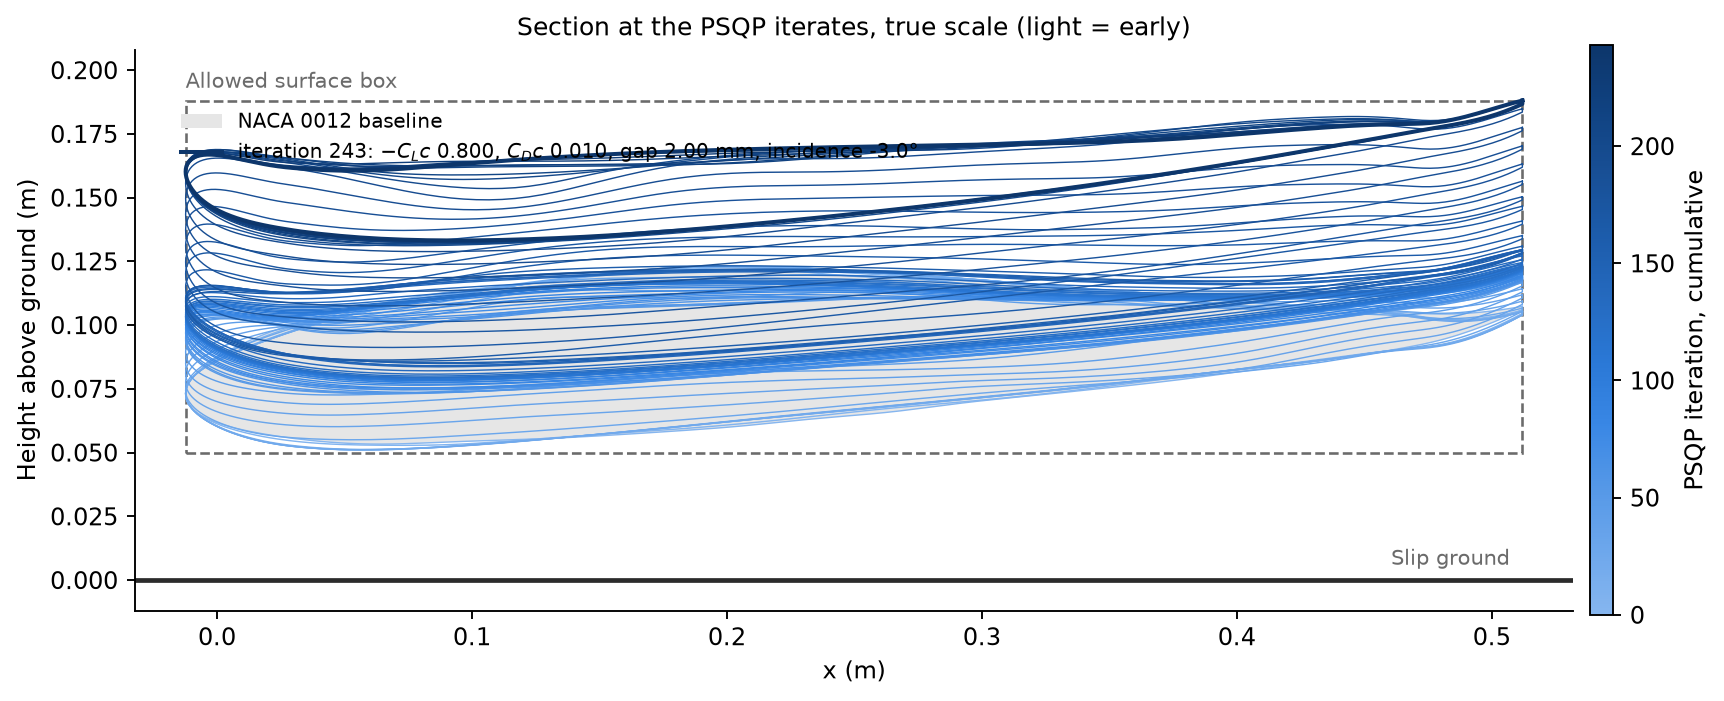 Section at the PSQP iterates, true scale (light = early)
Allowed surface box
NACA 0012 baseline
iteration 243: −C_Lc 0.800, C_Dc 0.010, gap 2.00 mm, incidence -3.0°
Slip ground
Height above ground (m)
0.200
0.175
0.150
0.125
0.100
0.075
0.050
0.025
0.000
0.0 0.1 0.2 0.3 0.4 0.5
x (m)
200
150
100
50
0
PSQP iteration, cumulative